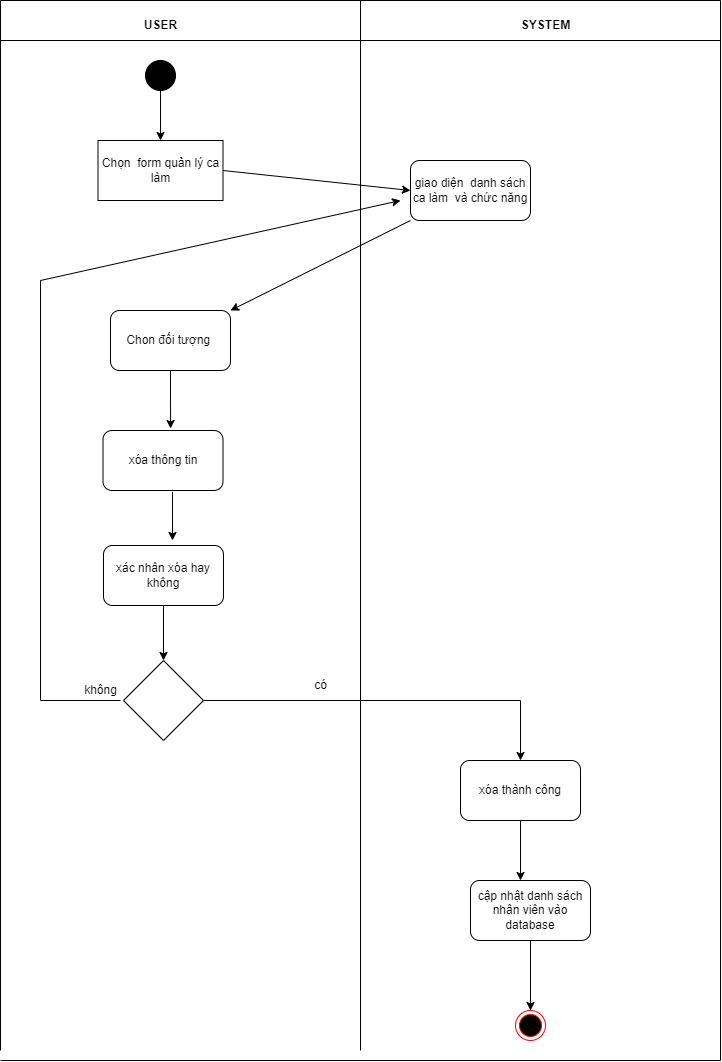 USER
SYSTEM
Chọn form quản lý ca
làm
giao diện danh sách
ca làm và chức năng
Chon đối tượng
xóa thông tin
xác nhân xóa hay
không
không
có
xóa thành công
cập nhật danh sách
nhân viên vào
database